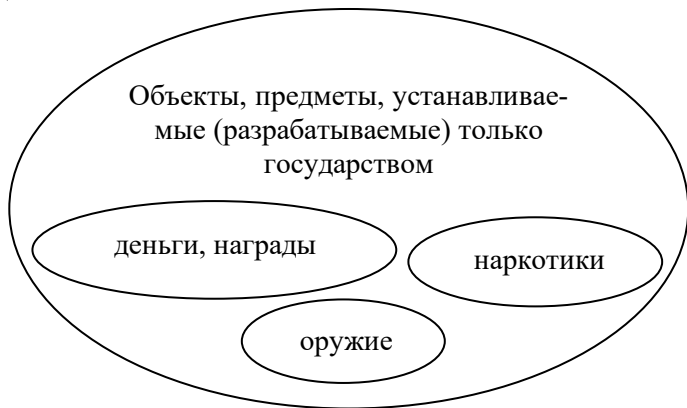 Объекты, предметы, устанавливае-
мые (разрабатываемые) только
государством
деньги, награды
наркотики
оружие